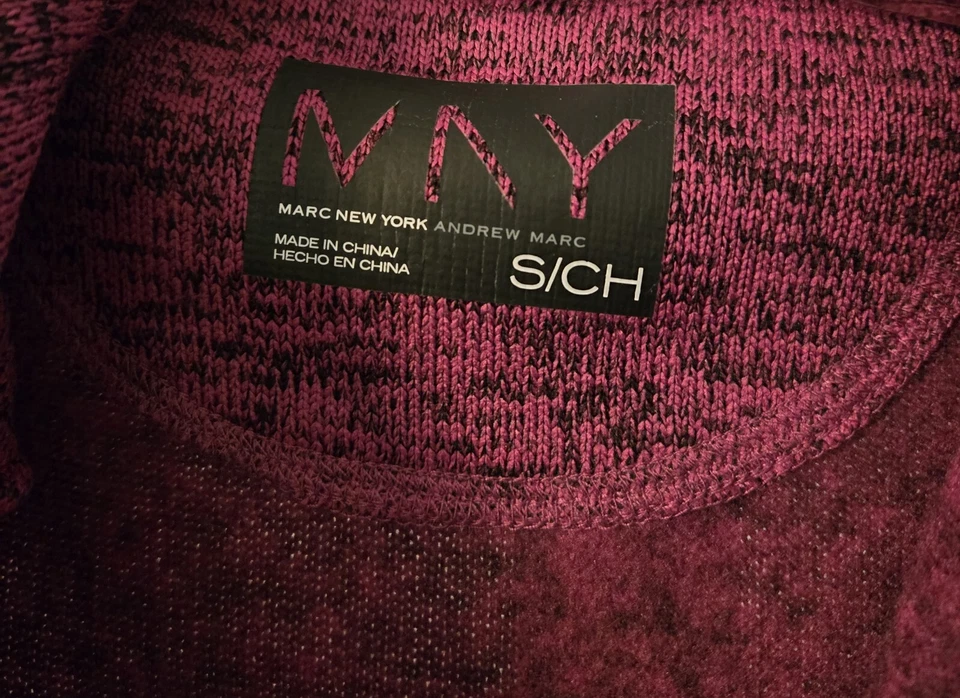 MNY
MARC NEW YORK ANDREW MARC
MADE IN CHINA/
HECHO EN CHINA
S/CH